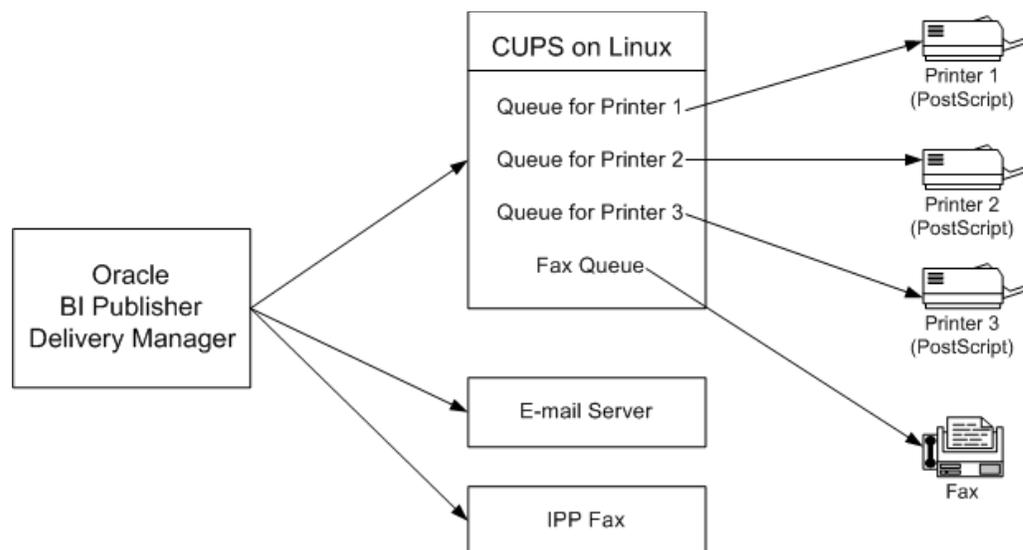 CUPS on Linux
Queue for Printer 1
Queue for Printer 2
Queue for Printer 3
Fax Queue
Printer 1
(PostScript)
Printer 2
(PostScript)
Printer 3
(PostScript)
Oracle
BI Publisher
Delivery Manager
E-mail Server
IPP Fax
Fax